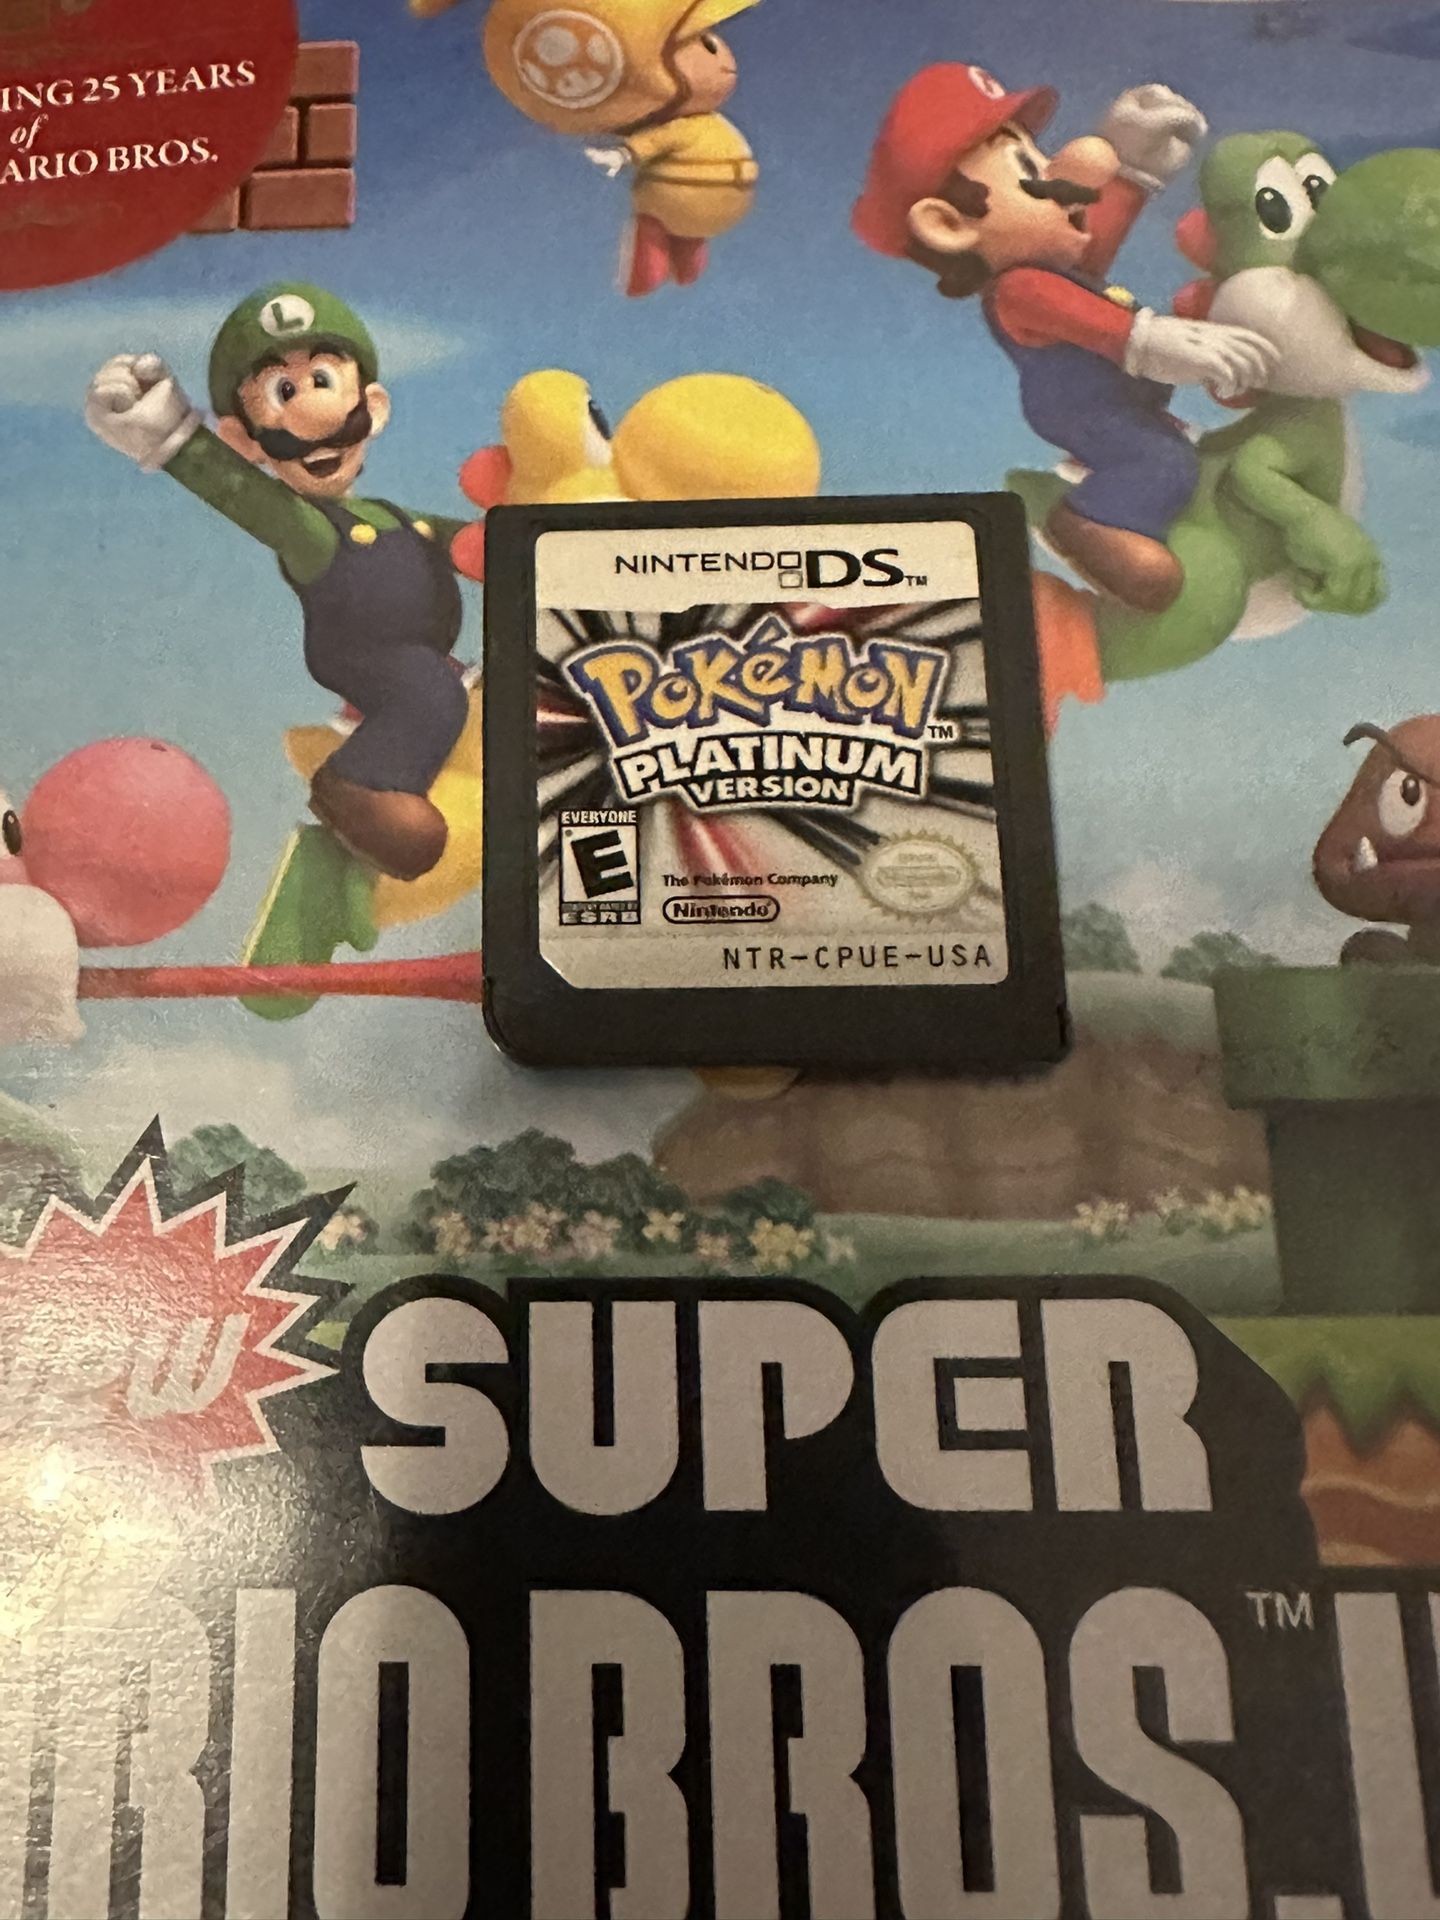 ING 25 YEARS
of
ARIO BROS.
L
NINTENDO DS™
POKéMON™
PLATINUM
VERSION
EVERYONE
E
ESRB
The Pokémon Company
Nintendo
NTR-CPUE-USA
SUPER
RIO BROS. U
TM